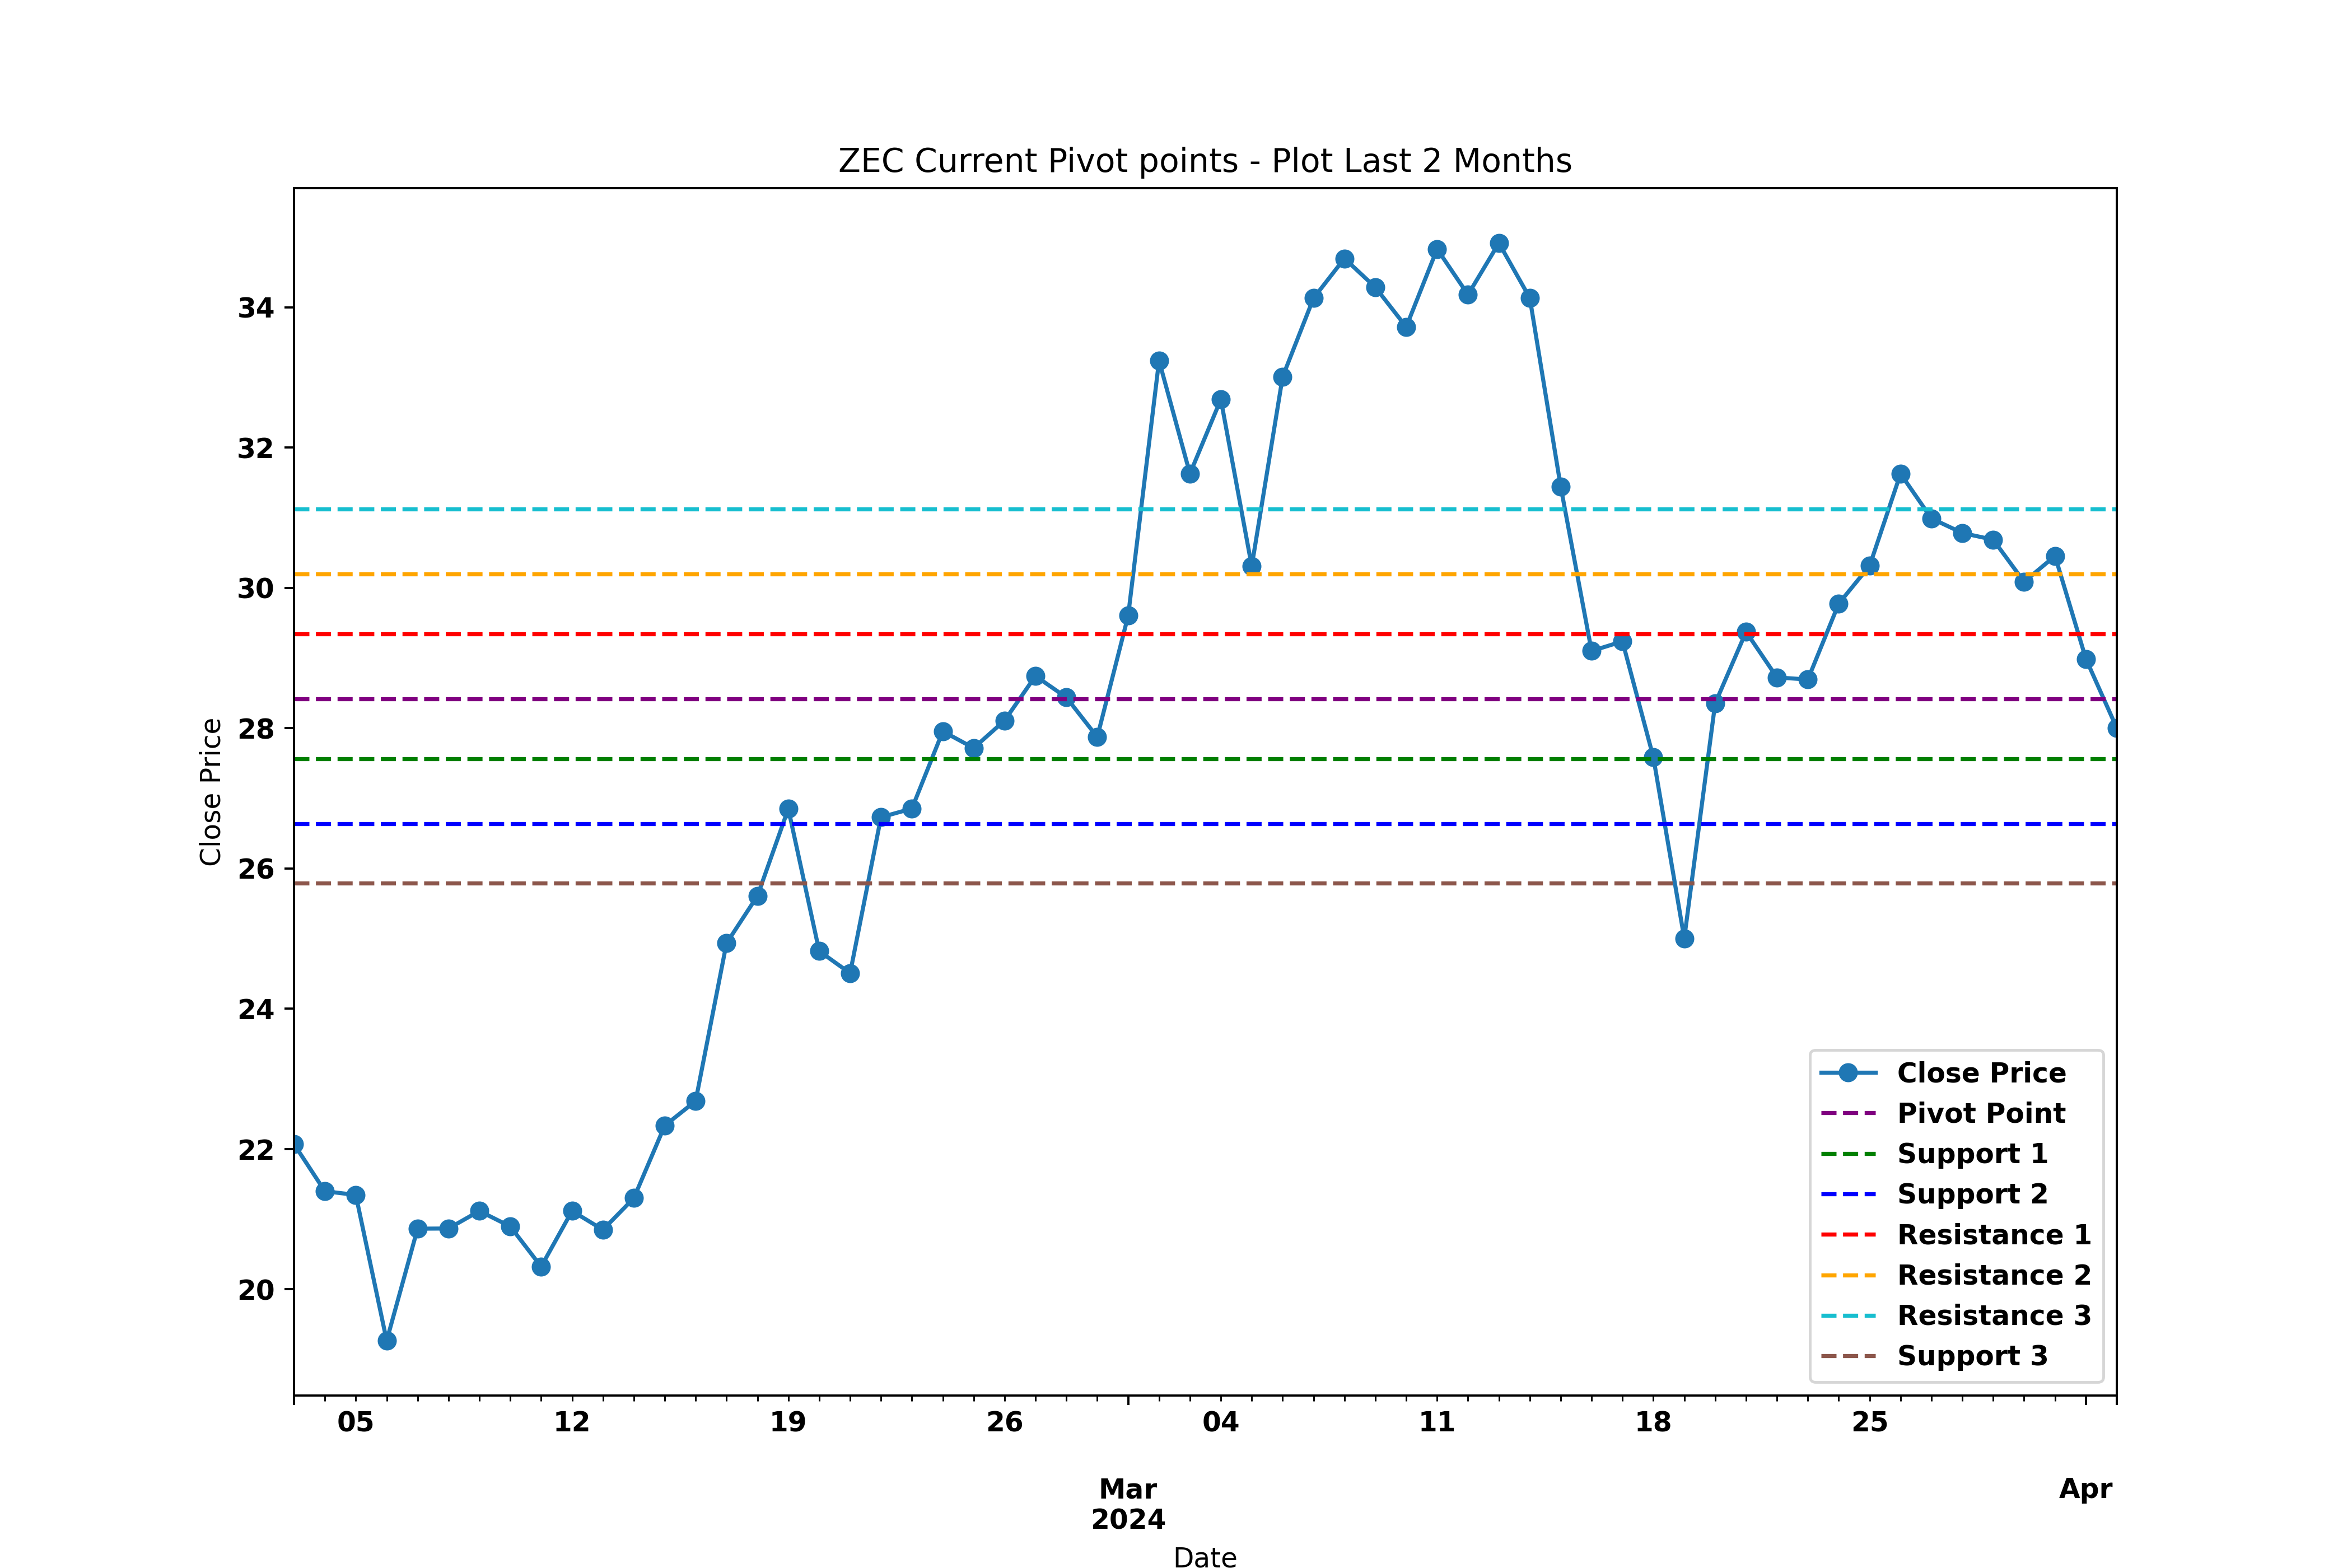 ZEC Current Pivot points - Plot Last 2 Months
34
32
30
28
26
24
22
20
Close Price
Close Price
Pivot Point
Support 1
Support 2
Resistance 1
Resistance 2
Resistance 3
Support 3
05 12 19 26 04 11 18 25
Mar Apr
2024
Date